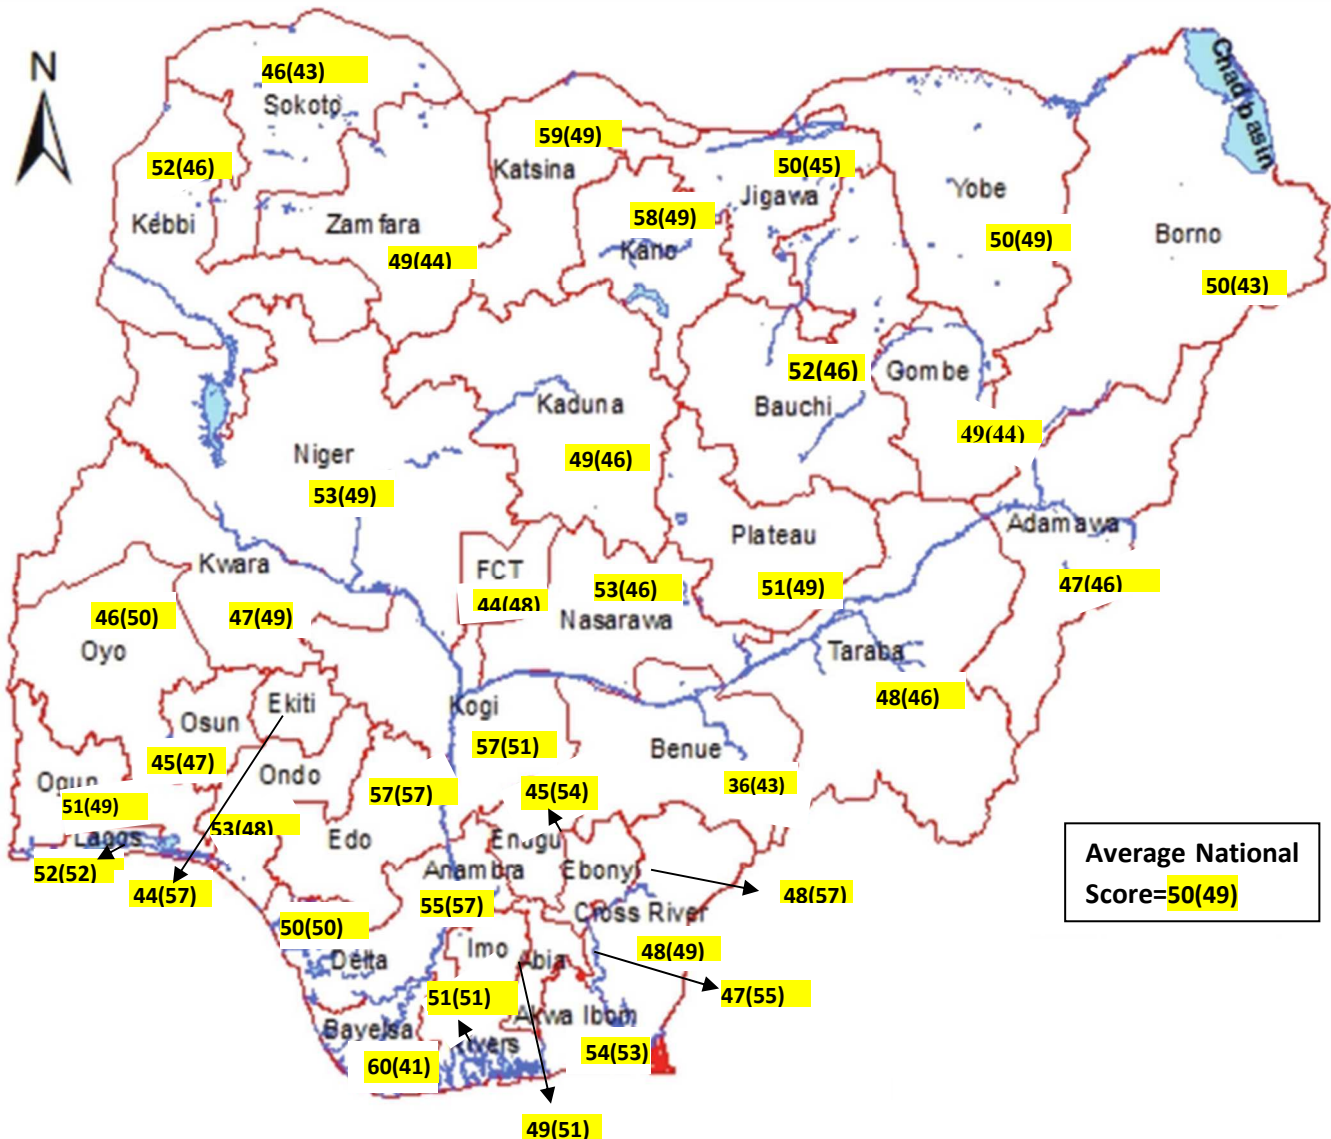 N
46(43)
Sokoto
Chad basin
59(49)
Katsina
52(46)
Kebbi
50(45)
Jigawa
Yobe
58(49)
Kano
Zamfara
49(44)
50(49)
Borno
50(43)
52(46)
Bauchi
Gombe
49(44)
Kaduna
49(46)
Niger
53(49)
Plateau
51(49)
Adamawa
47(46)
Kwara
47(49)
FCT
44(48)
53(46)
Nasarawa
46(50)
Oyo
Taraba
48(46)
Ekiti
Osun
45(47)
Kogi
57(51)
Benue
36(43)
Ogun
51(49)
Ondo
53(48)
57(57)
Edo
45(54)
Enugu
Lagos
52(52)
44(57)
Anambra
55(57)
Ebonyi
48(57)
Cross River
48(49)
Average National
Score=50(49)
50(50)
Delta
Imo
Abia
47(55)
51(51)
Bayelsa
60(41)
Rivers
Akwa Ibom
54(53)
49(51)